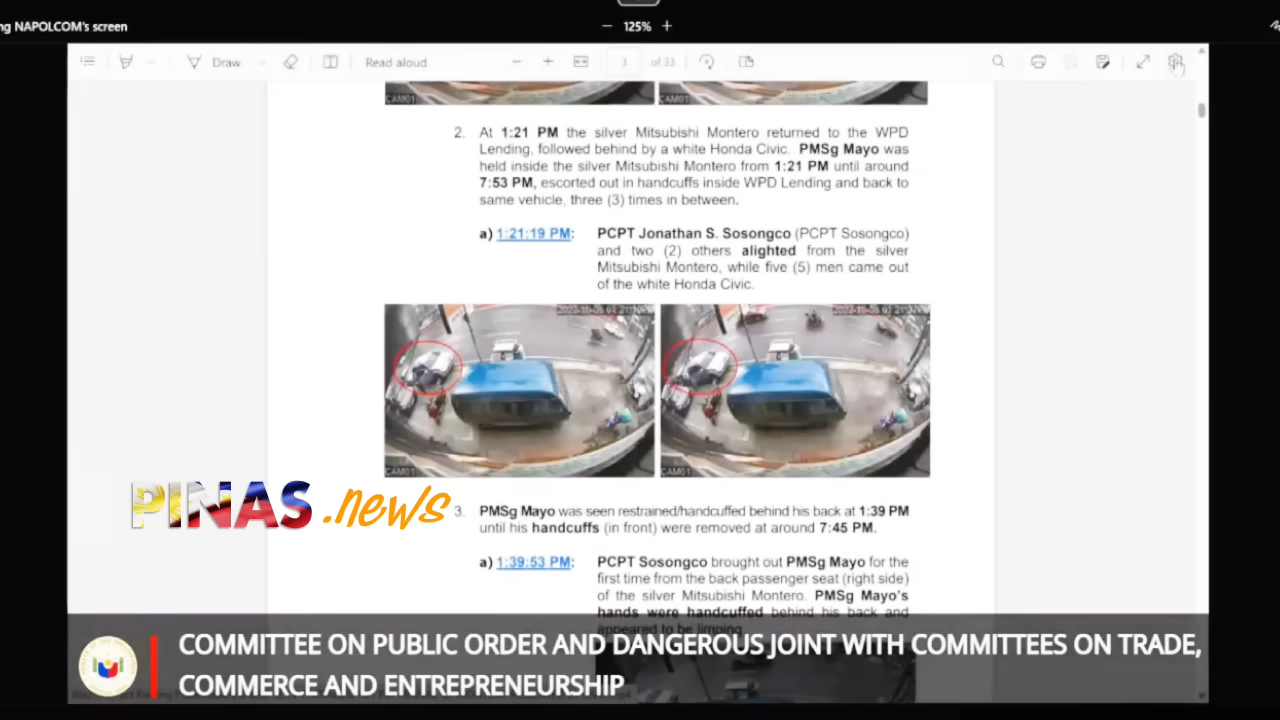 ng NAPOLCOM's screen
125%
Draw
Read aloud
3
of 33
CAM01
CAM01
2. At 1:21 PM the silver Mitsubishi Montero returned to the WPD
Lending, followed behind by a white Honda Civic. PMSg Mayo was
held inside the silver Mitsubishi Montero from 1:21 PM until around
7:53 PM, escorted out in handcuffs inside WPD Lending and back to
same vehicle, three (3) times in between.
a) 1:21:19 PM: PCPT Jonathan S. Sosongco (PCPT Sosongco)
and two (2) others alighted from the silver
Mitsubishi Montero, while five (5) men came out
of the white Honda Civic.
CAM01
CAM01
PINAS.news
3. PMSg Mayo was seen restrained/handcuffed behind his back at 1:39 PM
until his handcuffs (in front) were removed at around 7:45 PM.
a) 1:39:53 PM: PCPT Sosongco brought out PMSg Mayo for the
first time from the back passenger seat (right side)
of the silver Mitsubishi Montero. PMSg Mayo's
hands were handcuffed behind his back and
appeared to be limping.
COMMITTEE ON PUBLIC ORDER AND DANGEROUS JOINT WITH COMMITTEES ON TRADE,
COMMERCE AND ENTREPRENEURSHIP